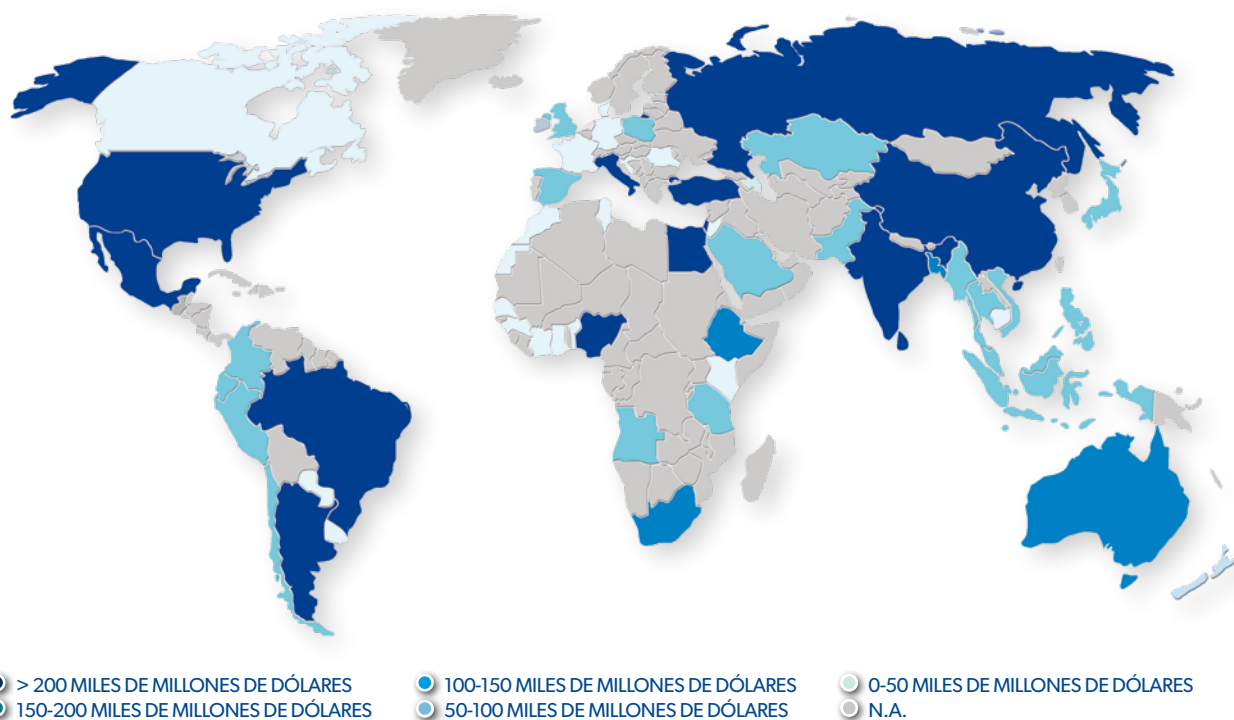 > 200 MILES DE MILLONES DE DÓLARES
150-200 MILES DE MILLONES DE DÓLARES
100-150 MILES DE MILLONES DE DÓLARES
50-100 MILES DE MILLONES DE DÓLARES
0-50 MILES DE MILLONES DE DÓLARES
N.A.